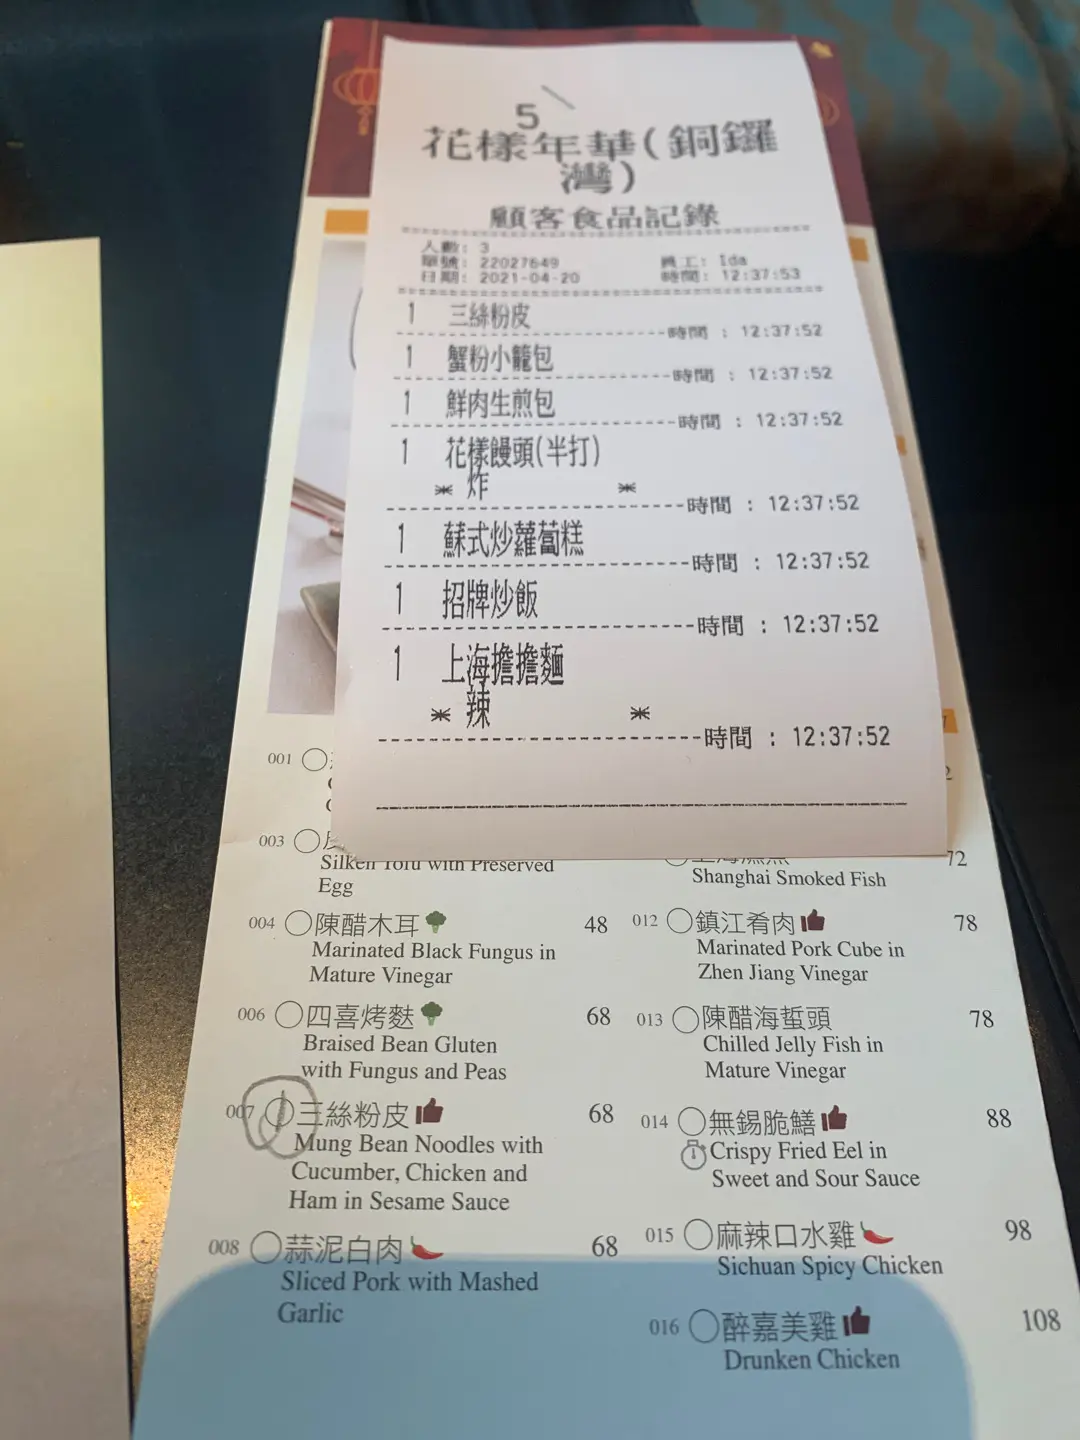 5
花樣年華(銅鑼
灣)
顧客食品記錄
人數: 3
單號: 22027649 員工: Ida
日期: 2021-04-20 時間: 12:37:53
1 三絲粉皮
時間 : 12:37:52
1 蟹粉小籠包
時間 : 12:37:52
1 鮮肉生煎包
時間 : 12:37:52
1 花樣饅頭(半打)
* 炸 *
時間 : 12:37:52
1 蘇式炒蘿蔔糕
時間 : 12:37:52
1 招牌炒飯
時間 : 12:37:52
1 上海擔擔麵
* 辣 *
時間 : 12:37:52
001
003
Silken Tofu with Preserved
Egg
004 陳醋木耳 48
Marinated Black Fungus in
Mature Vinegar
006 四喜烤麩 68
Braised Bean Gluten
with Fungus and Peas
007 三絲粉皮 68
Mung Bean Noodles with
Cucumber, Chicken and
Ham in Sesame Sauce
008 蒜泥白肉 68
Sliced Pork with Mashed
Garlic
72
Shanghai Smoked Fish
012 鎮江肴肉 78
Marinated Pork Cube in
Zhen Jiang Vinegar
013 陳醋海蜇頭 78
Chilled Jelly Fish in
Mature Vinegar
014 無錫脆鱔 88
Crispy Fried Eel in
Sweet and Sour Sauce
015 麻辣口水雞 98
Sichuan Spicy Chicken
016 醉嘉美雞 108
Drunken Chicken